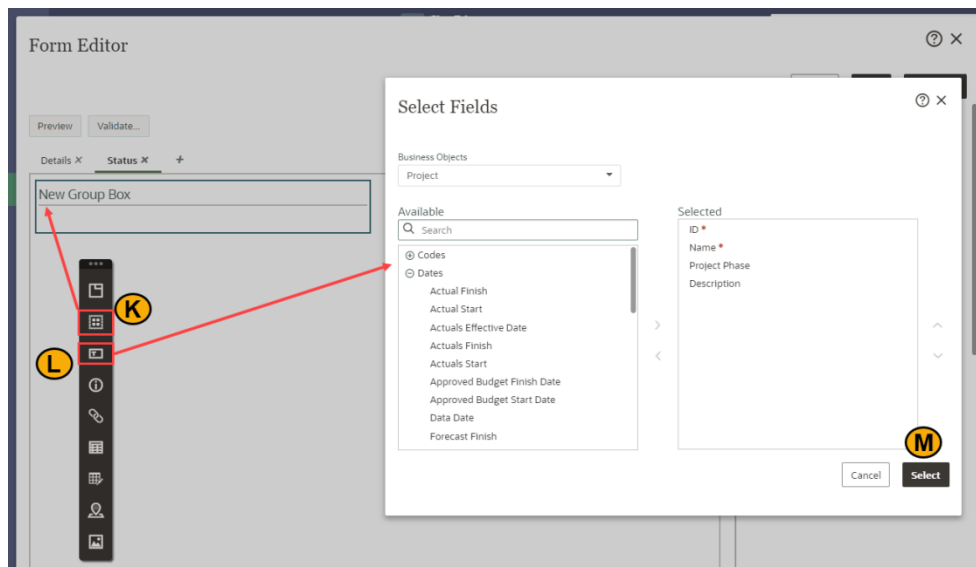 Form Editor
Preview Validate...
Details Status
New Group Box
K
L
Select Fields
Business Objects
Project
Available
Search
Codes
Dates
Actual Finish
Actual Start
Actuals Effective Date
Actuals Finish
Actuals Start
Approved Budget Finish Date
Approved Budget Start Date
Data Date
Forecast Finish
Selected
ID *
Name *
Project Phase
Description
M
Cancel Select